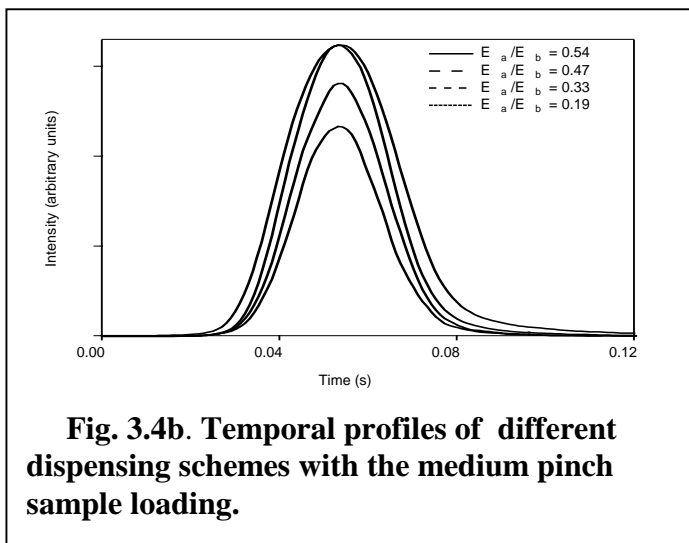 E a /E b = 0.54
E a /E b = 0.47
E a /E b = 0.33
E a /E b = 0.19
Intensity (arbitrary units)
0.00 0.04 0.08 0.12
Time (s)
Fig. 3.4b. Temporal profiles of different
dispensing schemes with the medium pinch
sample loading.